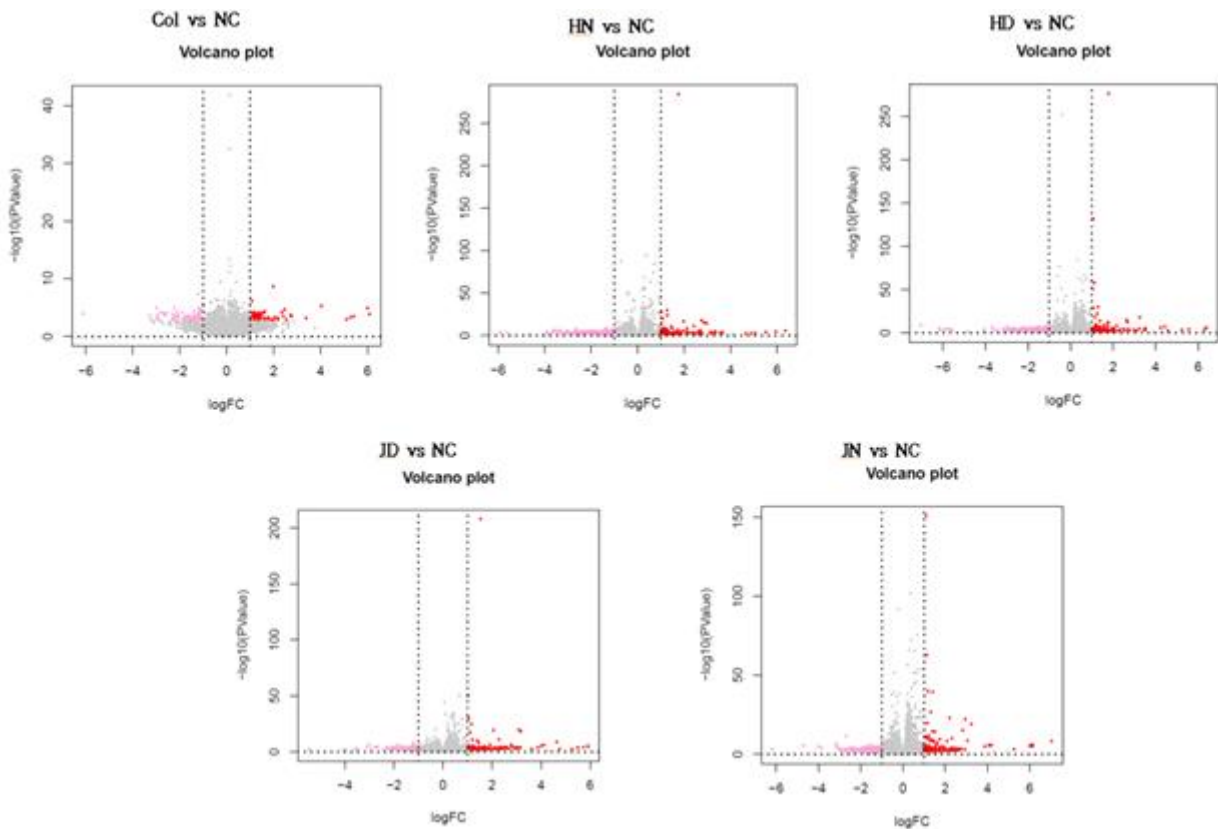 Col vs NC
Volcano plot
-log10(PValue)
40
30
20
10
0
-6 -4 -2 0 2 4 6
logFC
HN vs NC
Volcano plot
-log10(PValue)
250
200
150
100
50
0
-6 -4 -2 0 2 4 6
logFC
HD vs NC
Volcano plot
-log10(PValue)
250
200
150
100
50
0
-6 -4 -2 0 2 4 6
logFC
JD vs NC
Volcano plot
-log10(PValue)
200
150
100
50
0
-4 -2 0 2 4 6
logFC
JN vs NC
Volcano plot
-log10(PValue)
150
100
50
0
-6 -4 -2 0 2 4 6
logFC